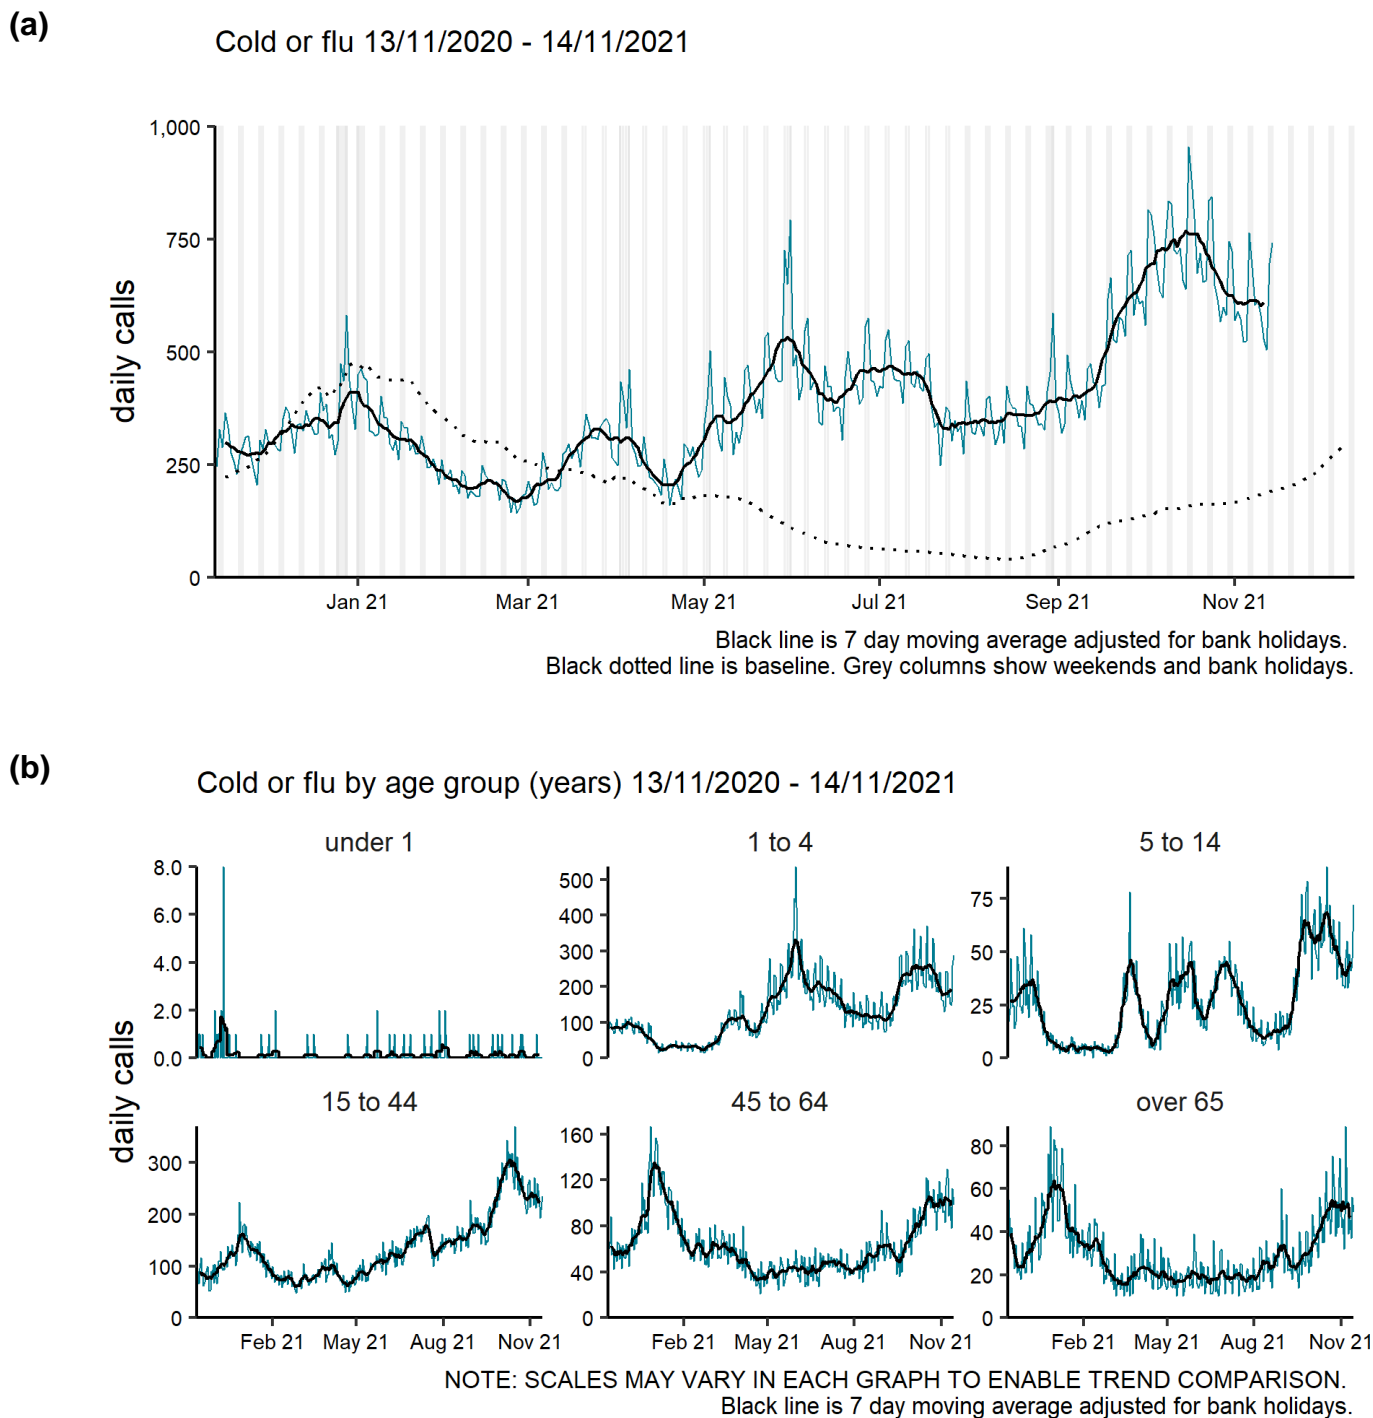 (a)
Cold or flu 13/11/2020 - 14/11/2021
1,000
750
500
250
0
daily calls
Jan 21 Mar 21 May 21 Jul 21 Sep 21 Nov 21
Black line is 7 day moving average adjusted for bank holidays.
Black dotted line is baseline. Grey columns show weekends and bank holidays.
(b)
Cold or flu by age group (years) 13/11/2020 - 14/11/2021
under 1
8.0
6.0
4.0
2.0
0.0
1 to 4
500
400
300
200
100
0
5 to 14
75
50
25
0
daily calls
15 to 44
300
200
100
0
Feb 21 May 21 Aug 21 Nov 21
45 to 64
160
120
80
40
0
Feb 21 May 21 Aug 21 Nov 21
over 65
80
60
40
20
0
Feb 21 May 21 Aug 21 Nov 21
NOTE: SCALES MAY VARY IN EACH GRAPH TO ENABLE TREND COMPARISON.
Black line is 7 day moving average adjusted for bank holidays.